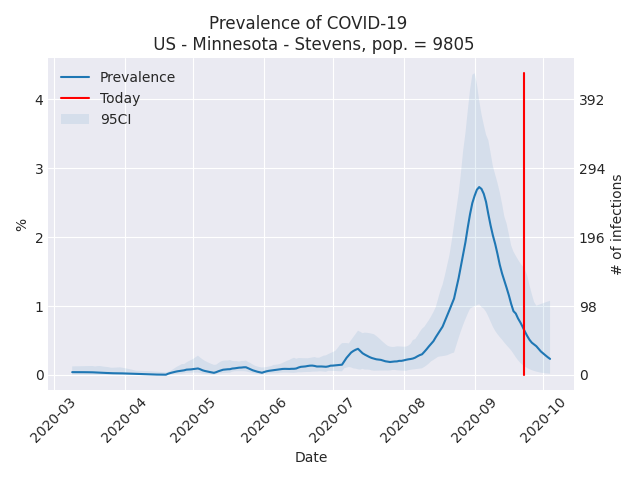 Prevalence of COVID-19
US - Minnesota - Stevens, pop. = 9805
Prevalence
Today
95CI
4
3
2
1
0
%
392
294
196
98
0
# of infections
2020-03
2020-04
2020-05
2020-06
2020-07
2020-08
2020-09
2020-10
Date